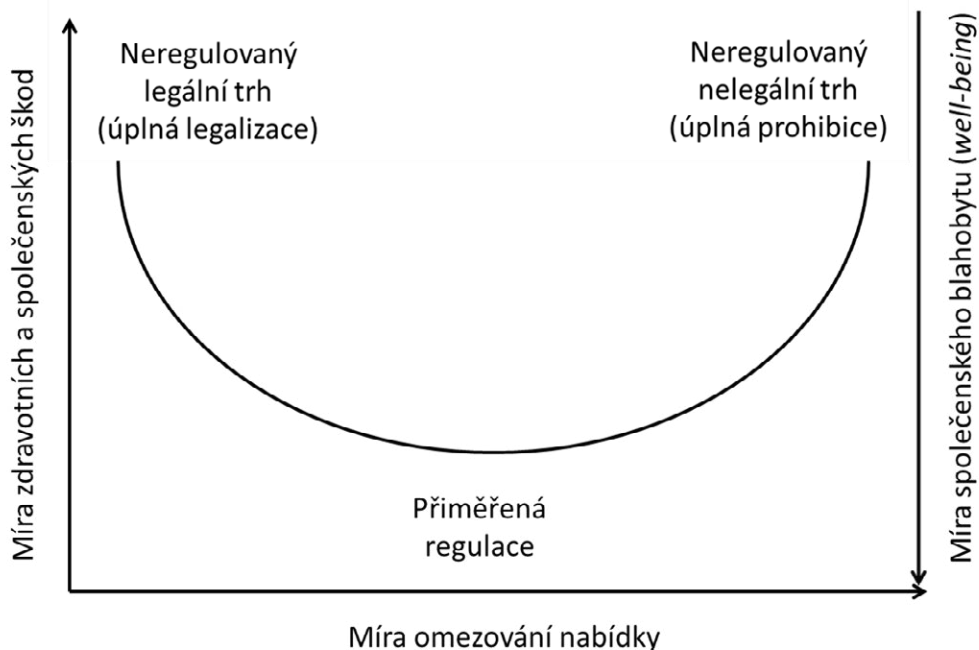 Míra zdravotních a společenských škod
Neregulovaný
legální trh
(úplná legalizace)
Neregulovaný
nelegální trh
(úplná prohibice)
Míra společenského blahobytu (well-being)
Přiměřená
regulace
Míra omezování nabídky